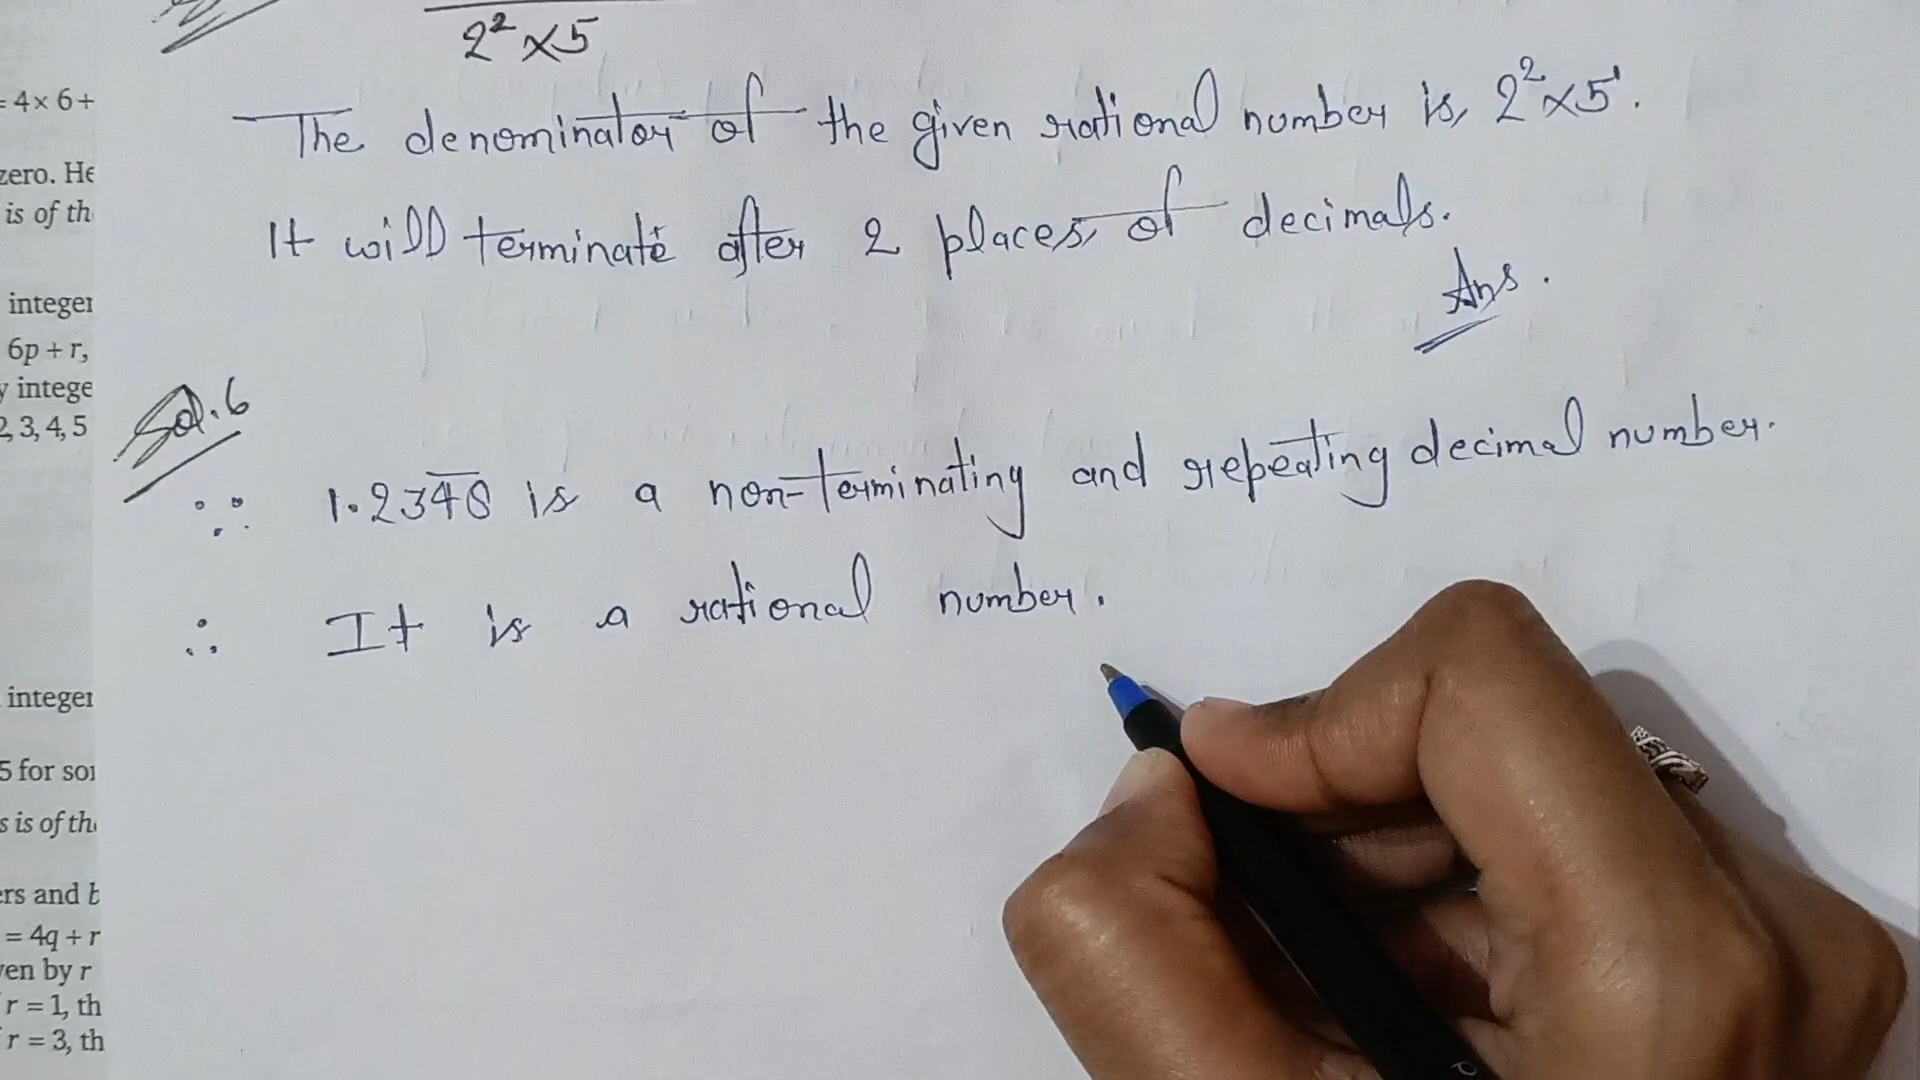 2² × 5
The denominator of the given rational number is, 2² × 5¹.
It will terminate after 2 places, of decimals.
Ans.
Sol. 6
∵ 1.234̅8̅ is a non-terminating and repeating decimal number.
∴ It is a rational number.
= 4× 6+
zero. He
is of th
integer
6p + r,
y intege
2, 3, 4, 5
integer
5 for so
s is of th
ers and b
= 4q + r
ven by r
r = 1, th
r = 3, th